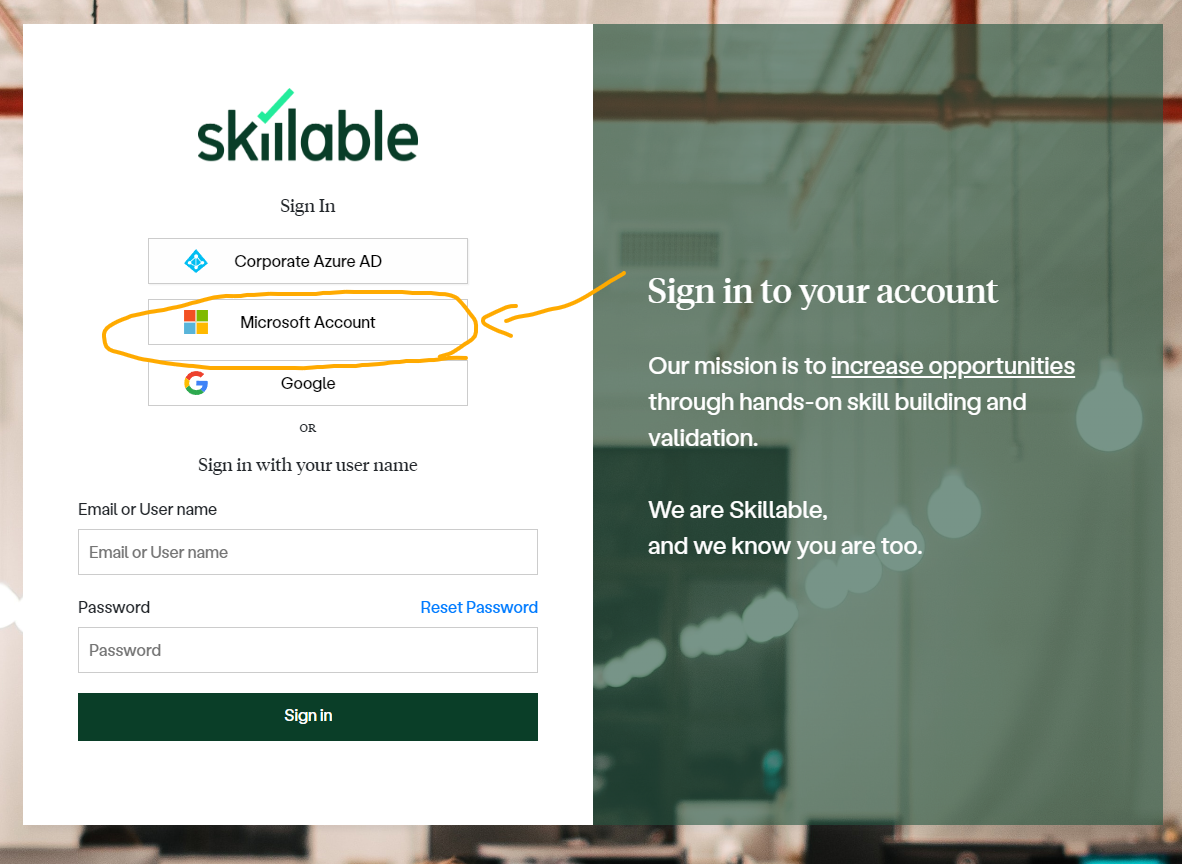 skillable
Sign In
Corporate Azure AD
Microsoft Account
Google
OR
Sign in with your user name
Email or User name
Email or User name
Password
Reset Password
Password
Sign in
Sign in to your account
Our mission is to increase opportunities
through hands-on skill building and
validation.
We are Skillable,
and we know you are too.